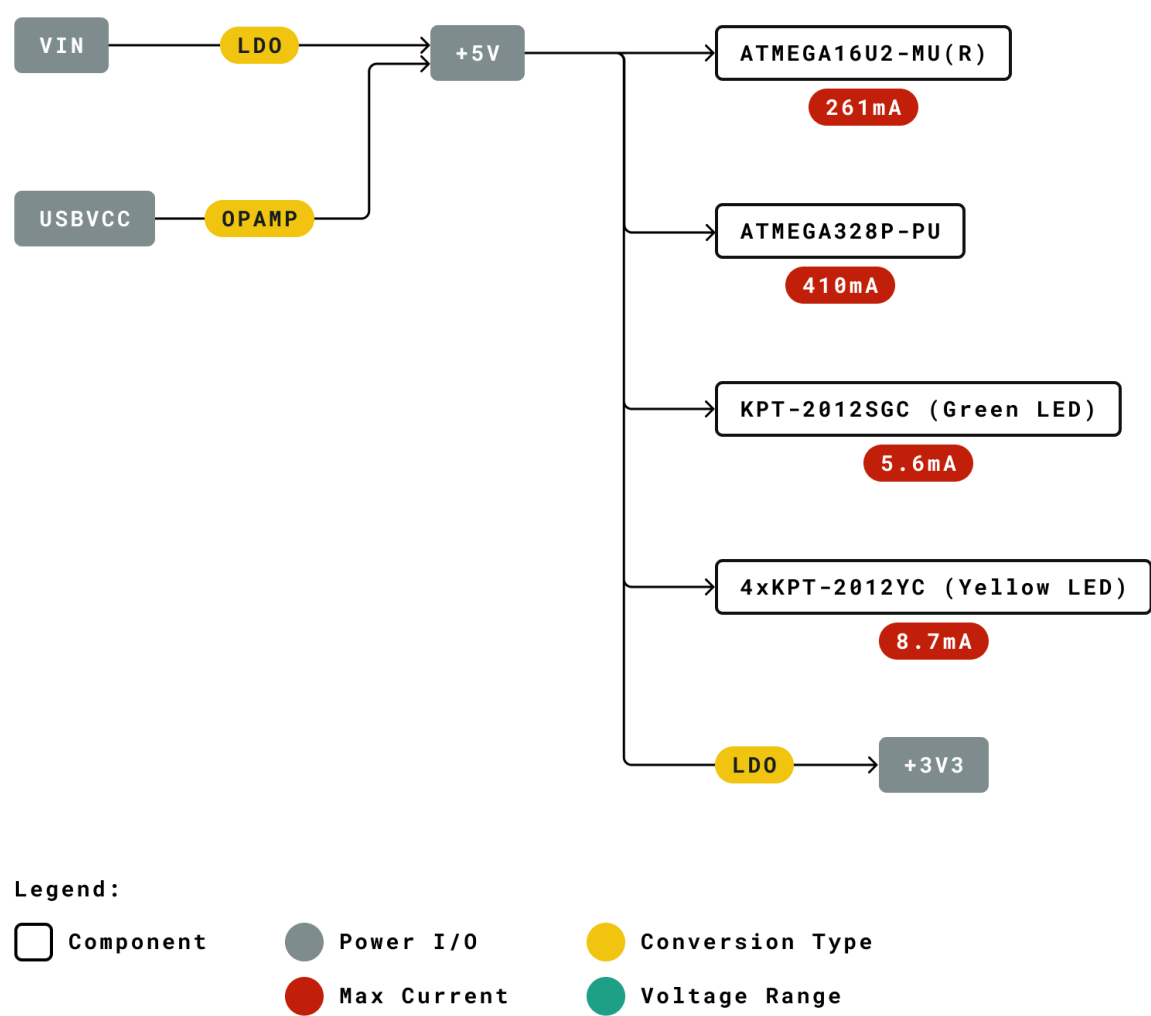 VIN
LDO
+5V
ATMEGA16U2-MU(R)
261mA
USBVCC
OPAMP
ATMEGA328P-PU
410mA
KPT-2012SGC (Green LED)
5.6mA
4xKPT-2012YC (Yellow LED)
8.7mA
LDO
+3V3
Legend:
Component
Power I/O
Conversion Type
Max Current
Voltage Range